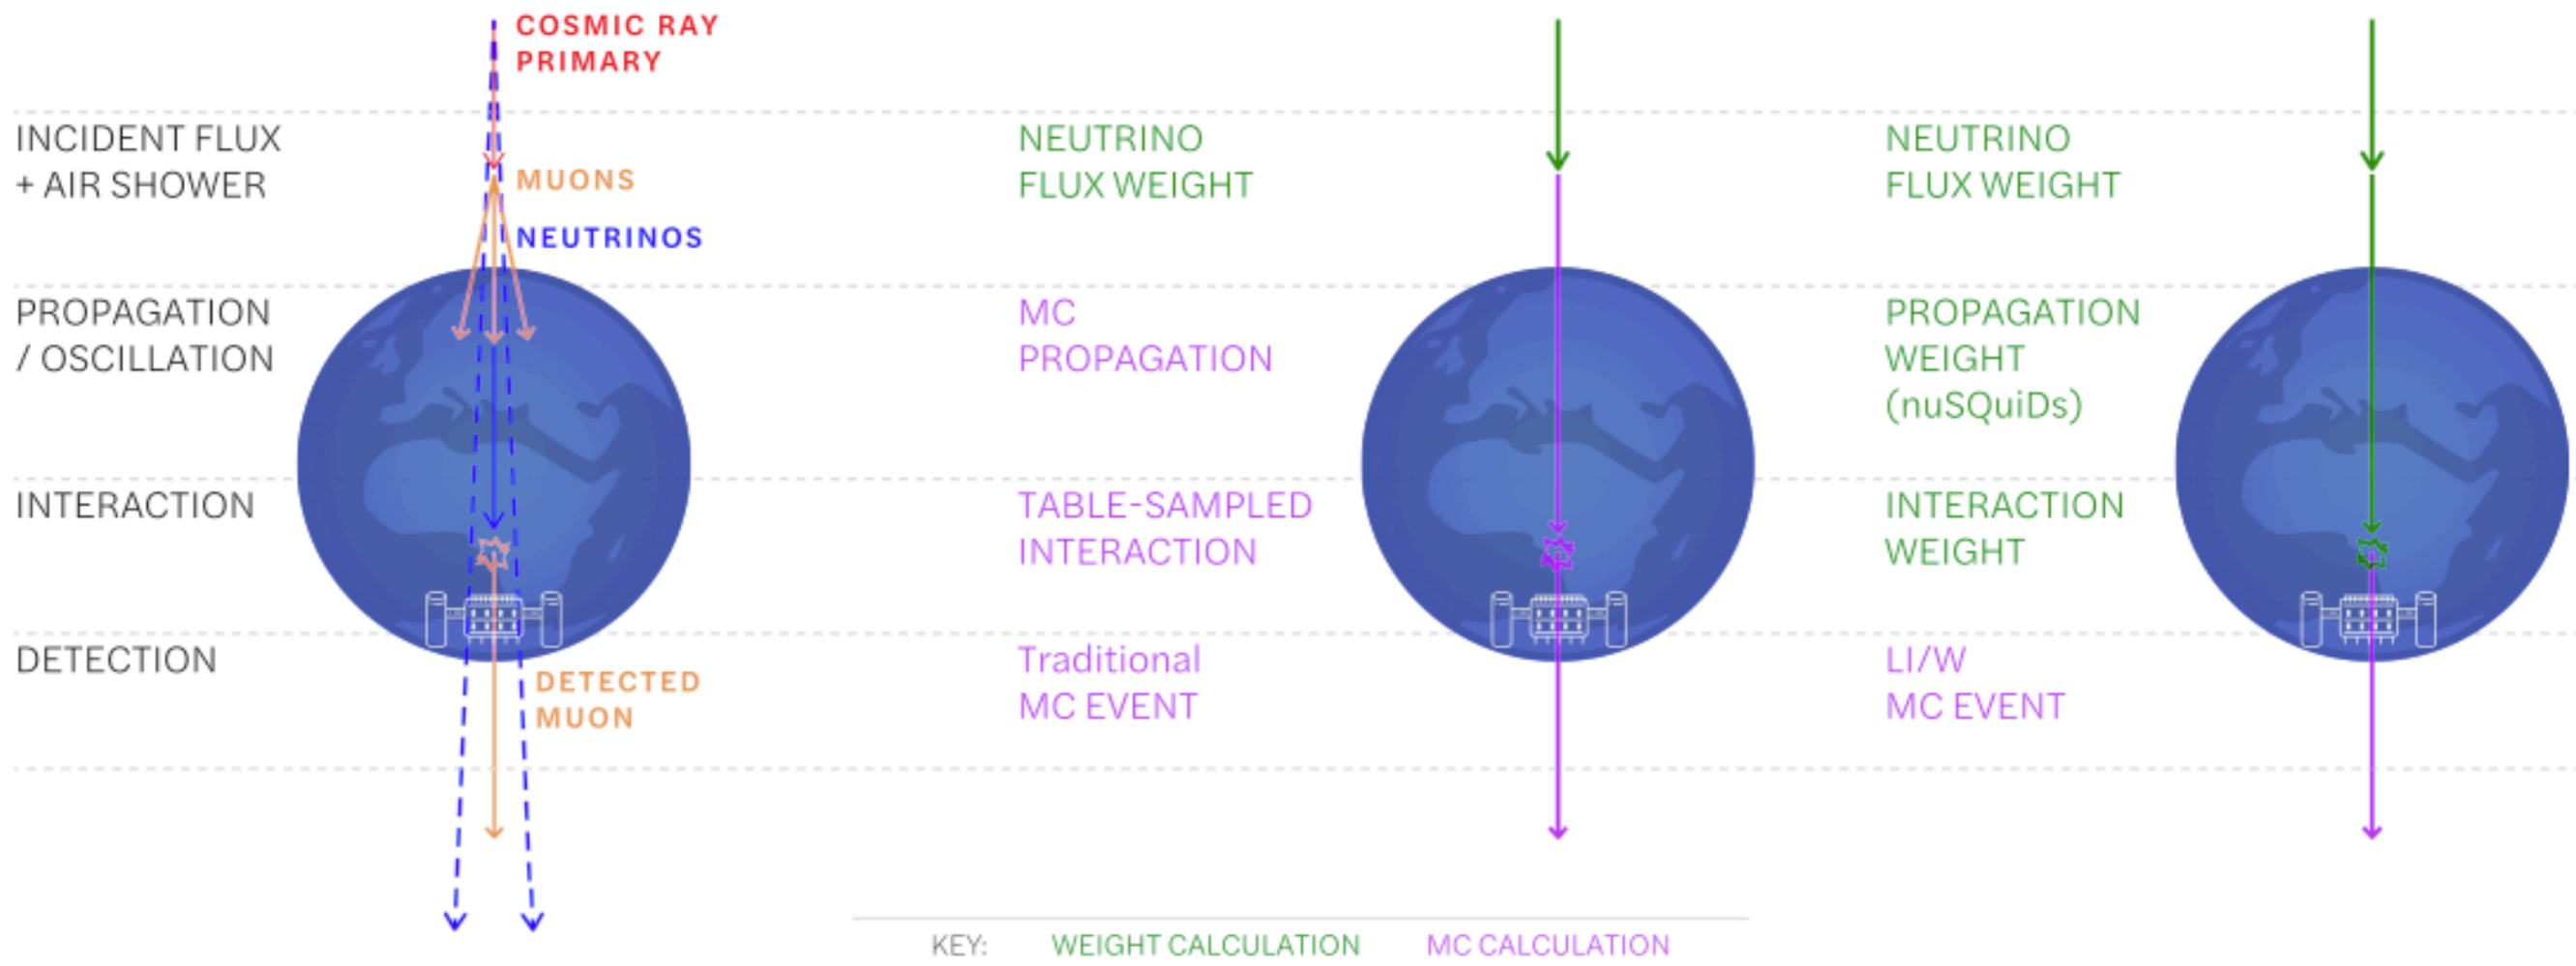 COSMIC RAY
PRIMARY
INCIDENT FLUX
+ AIR SHOWER
MUONS
NEUTRINOS
PROPAGATION
/ OSCILLATION
INTERACTION
DETECTION
DETECTED
MUON
NEUTRINO
FLUX WEIGHT
MC
PROPAGATION
TABLE-SAMPLED
INTERACTION
Traditional
MC EVENT
NEUTRINO
FLUX WEIGHT
PROPAGATION
WEIGHT
(nuSQuiDs)
INTERACTION
WEIGHT
LI/W
MC EVENT
KEY: WEIGHT CALCULATION MC CALCULATION